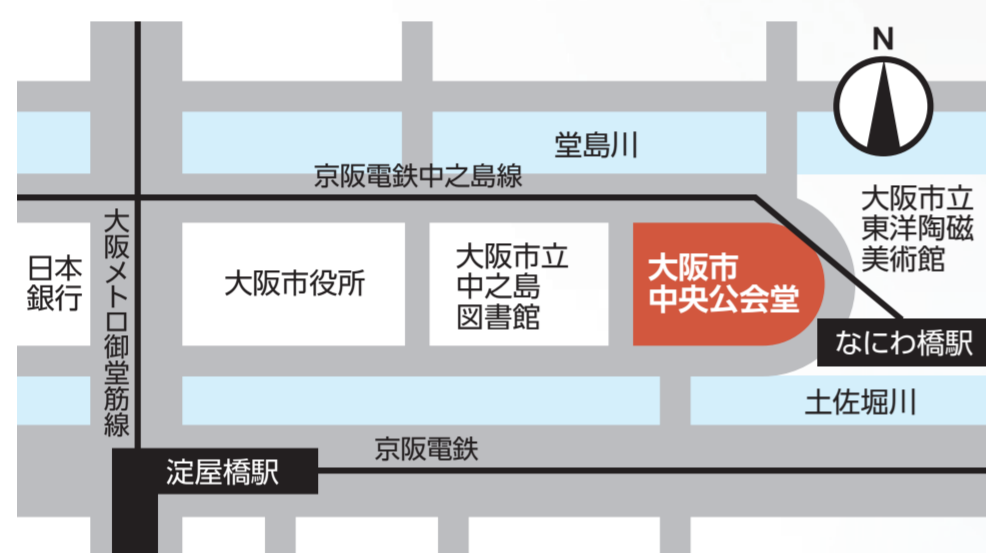 N
堂島川
京阪電鉄中之島線
大阪市立
東洋陶磁
美術館
大阪メトロ御堂筋線
日本
銀行
大阪市役所
大阪市立
中之島
図書館
大阪市
中央公会堂
なにわ橋駅
土佐堀川
京阪電鉄
淀屋橋駅